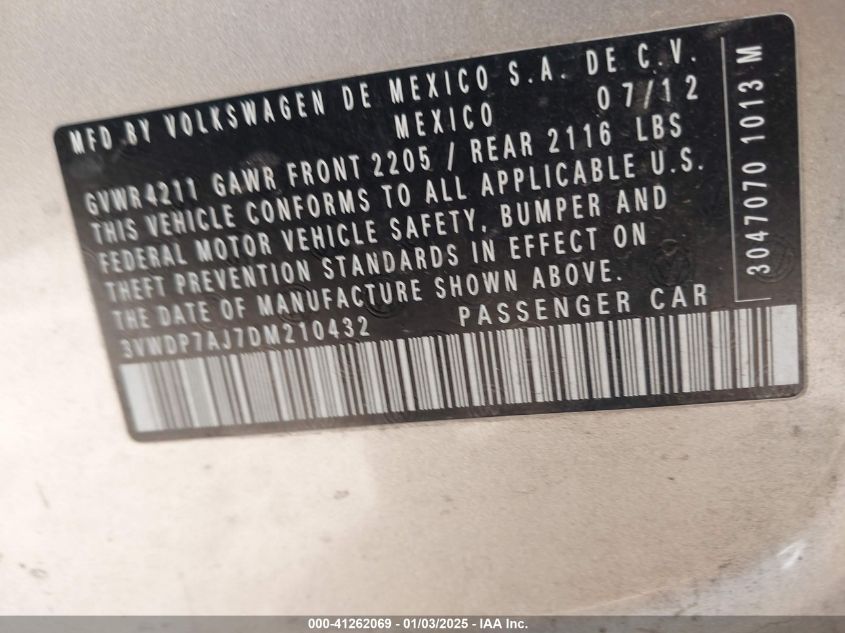 MFD BY VOLKSWAGEN DE MEXICO S.A. DE C.V.
MEXICO 07/12
GVWR4211 GAWR FRONT 2205 / REAR 2116 LBS
THIS VEHICLE CONFORMS TO ALL APPLICABLE U.S.
FEDERAL MOTOR VEHICLE SAFETY, BUMPER AND
THEFT PREVENTION STANDARDS IN EFFECT ON
THE DATE OF MANUFACTURE SHOWN ABOVE.
3VWDP7AJ7DM210432 PASSENGER CAR
3047070 1013 M
000-41262069 - 01/03/2025 - IAA Inc.